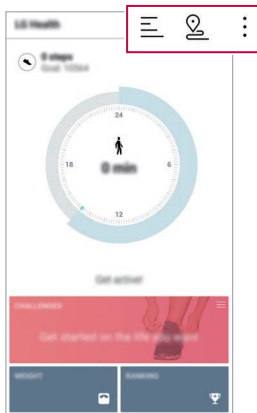 LG Health
0 steps
Goal: 10564
24
18
6
0 min
12
Get active!
CHALLENGES
Get started on the life you want
WEIGHT
RANKING